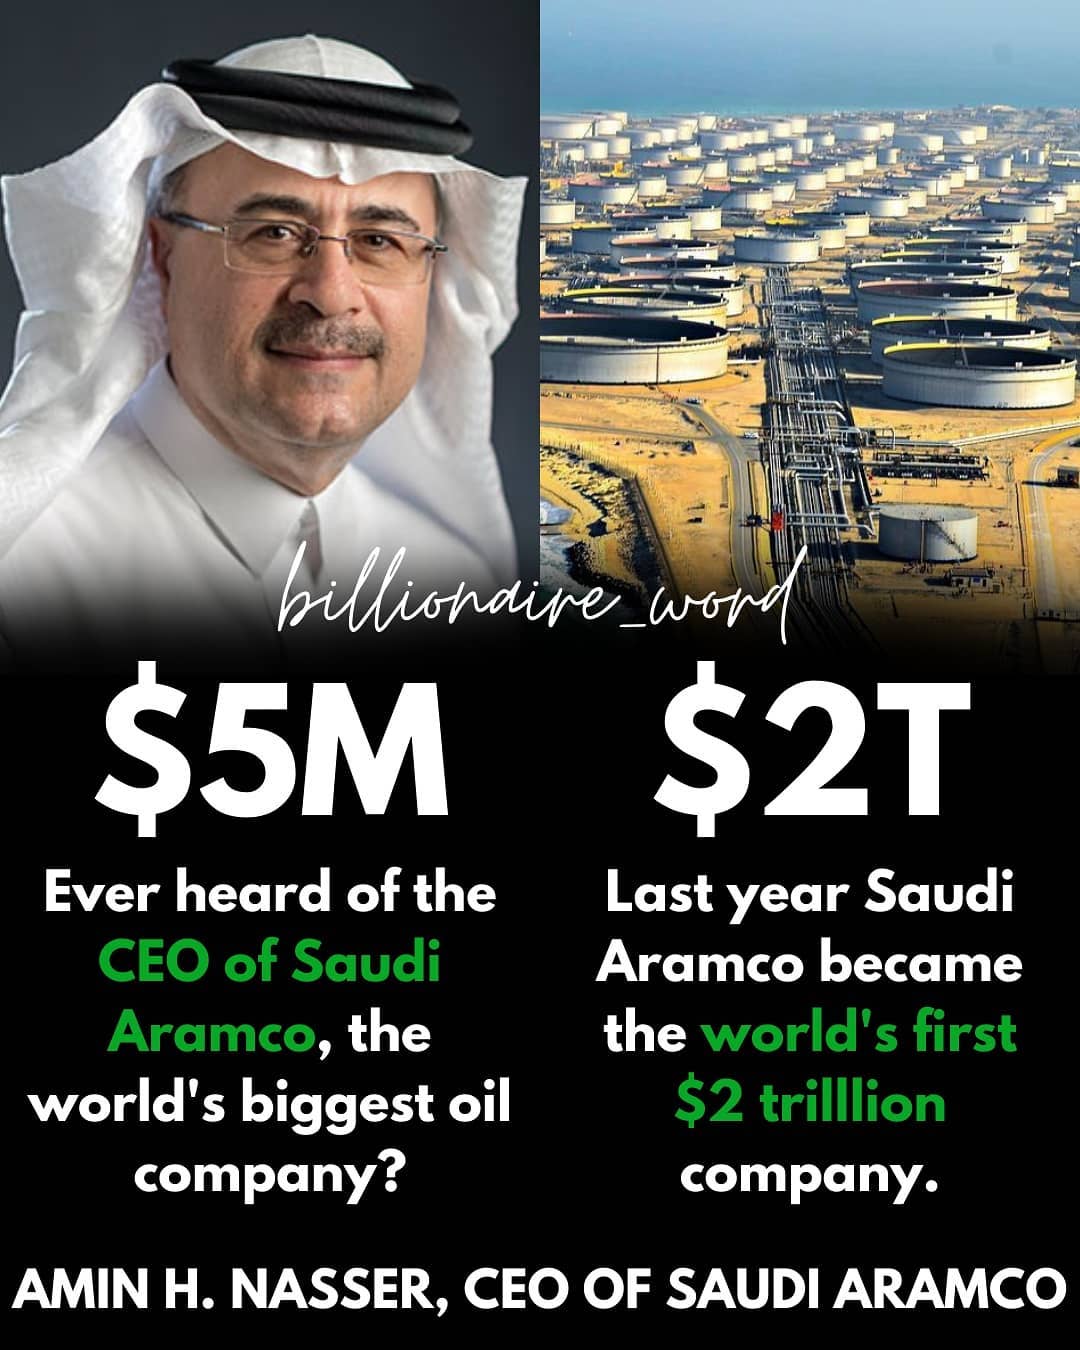 billionaire_word
$5M
Ever heard of the
CEO of Saudi
Aramco, the
world's biggest oil
company?
$2T
Last year Saudi
Aramco became
the world's first
$2 trilllion
company.
AMIN H. NASSER, CEO OF SAUDI ARAMCO